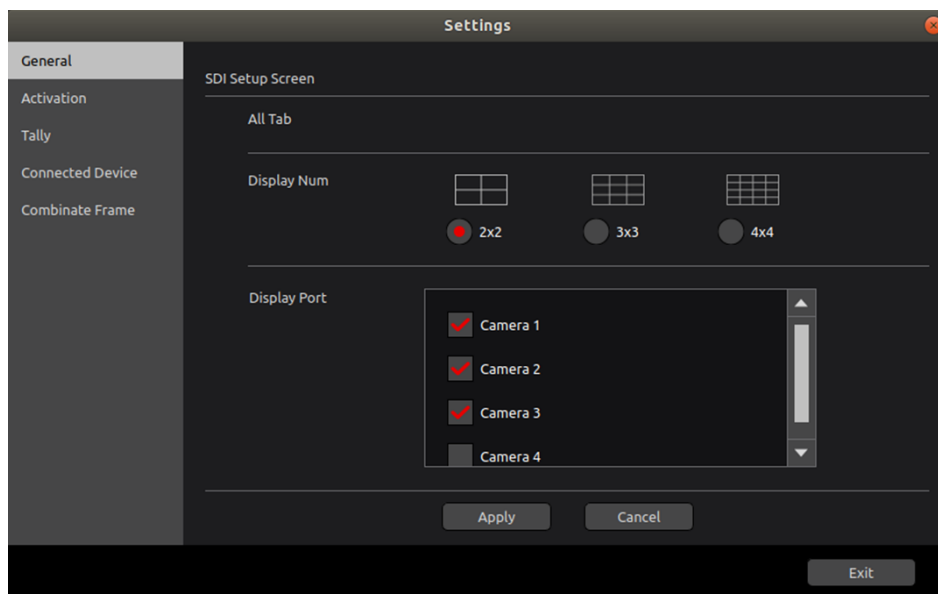 Settings
General
Activation
Tally
Connected Device
Combinate Frame
SDI Setup Screen
All Tab
Display Num
2x2 3x3 4x4
Display Port
Camera 1
Camera 2
Camera 3
Camera 4
Apply Cancel
Exit